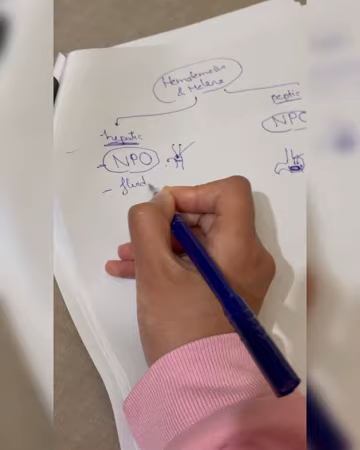 Hematemesis
& Melena
hepatic
peptic
NPO
NPO
- fluid